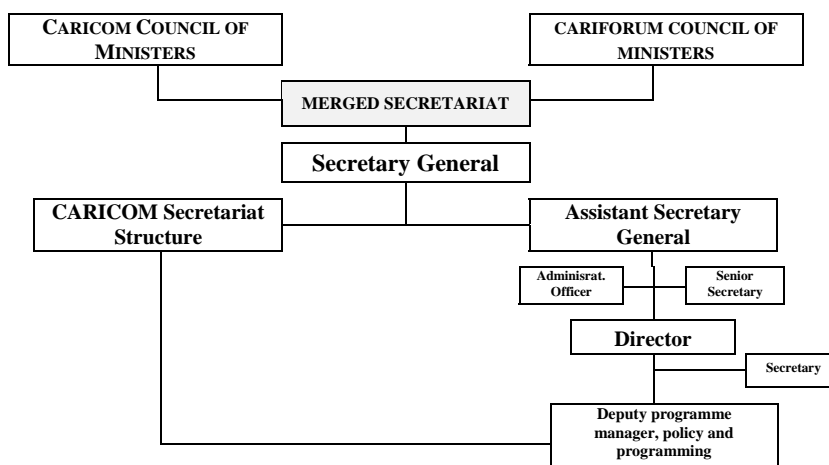 CARICOM COUNCIL OF
MINISTERS
CARIFORUM COUNCIL OF
MINISTERS
MERGED SECRETARIAT
Secretary General
CARICOM Secretariat
Structure
Assistant Secretary
General
Adminisrat.
Officer
Senior
Secretary
Director
Secretary
Deputy programme
manager, policy and
programming